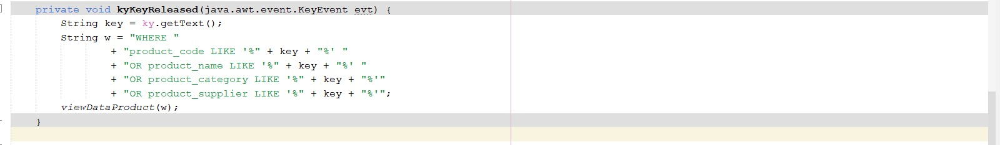 private void kyKeyReleased(java.awt.event.KeyEvent evt) {
String key = ky.getText();
String w = "WHERE "
+ "product_code LIKE '%" + key + "%' "
+ "OR product_name LIKE '%" + key + "%' "
+ "OR product_category LIKE '%" + key + "%'"
+ "OR product_supplier LIKE '%" + key + "%'";
viewDataProduct(w);
}